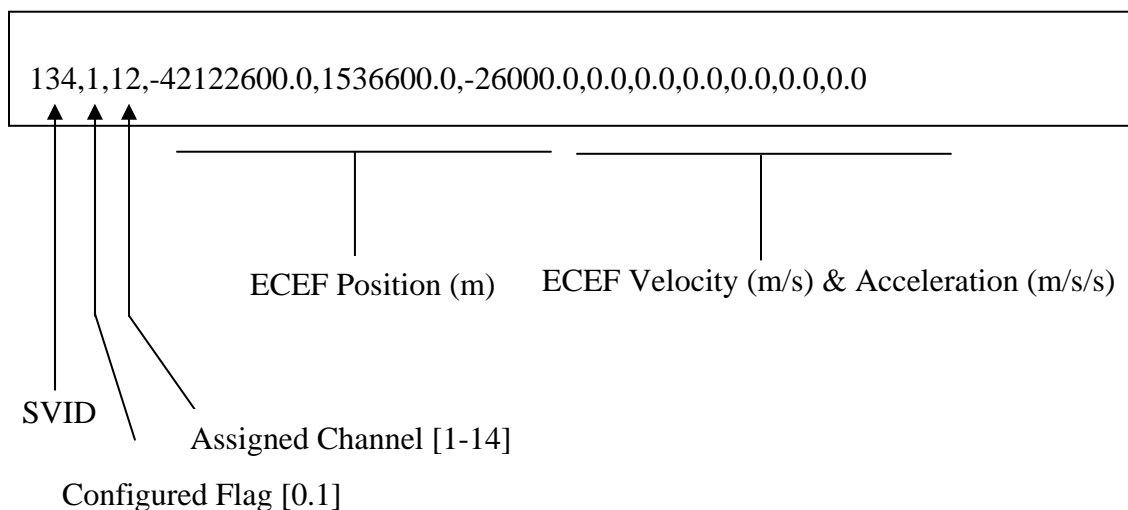 134,1,12,-42122600.0,1536600.0,-26000.0,0.0,0.0,0.0,0.0,0.0,0.0
ECEF Position (m)
ECEF Velocity (m/s) & Acceleration (m/s/s)
SVID
Assigned Channel [1-14]
Configured Flag [0.1]